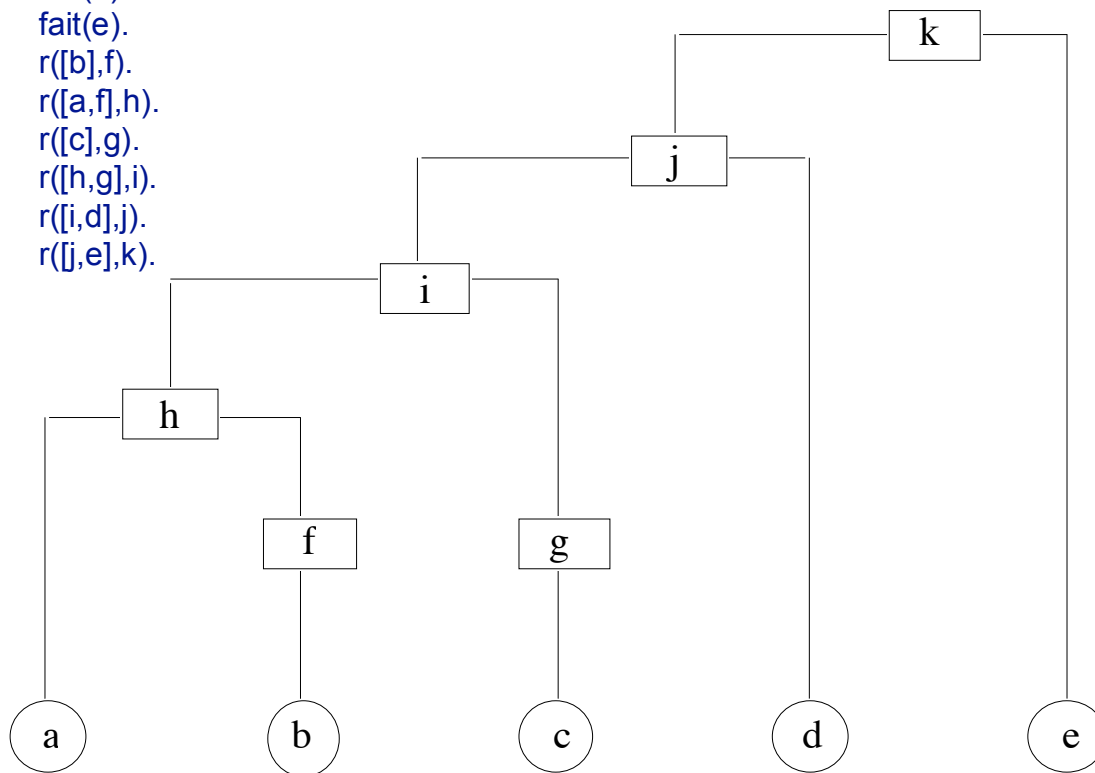 fait(e).
r([b],f).
r([a,f],h).
r([c],g).
r([h,g],i).
r([i,d],j).
r([j,e],k).
k
j
i
h
f
g
a
b
c
d
e